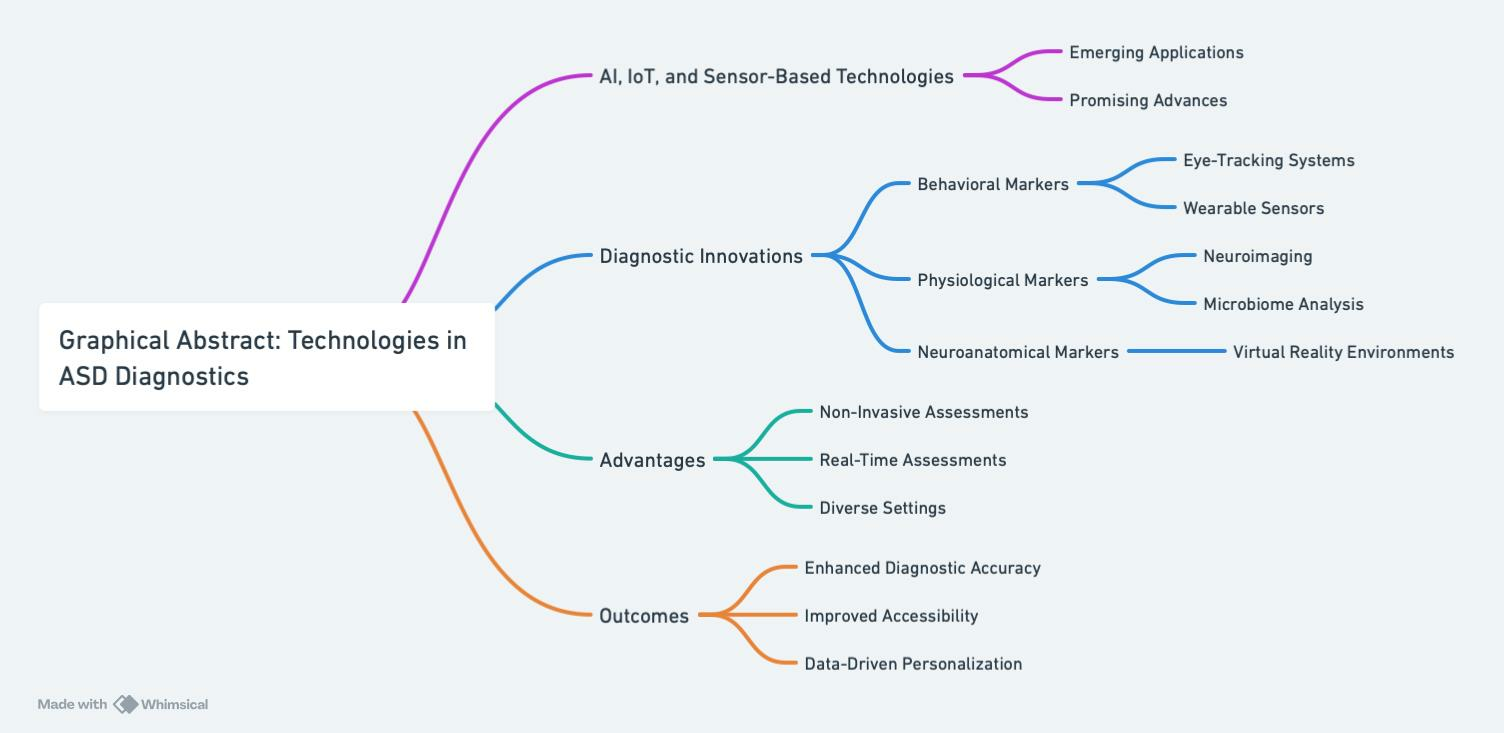 Graphical Abstract: Technologies in
ASD Diagnostics
AI, IoT, and Sensor-Based Technologies
Emerging Applications
Promising Advances
Diagnostic Innovations
Behavioral Markers
Eye-Tracking Systems
Wearable Sensors
Physiological Markers
Neuroimaging
Microbiome Analysis
Neuroanatomical Markers
Virtual Reality Environments
Advantages
Non-Invasive Assessments
Real-Time Assessments
Diverse Settings
Outcomes
Enhanced Diagnostic Accuracy
Improved Accessibility
Data-Driven Personalization
Made with Whimsical